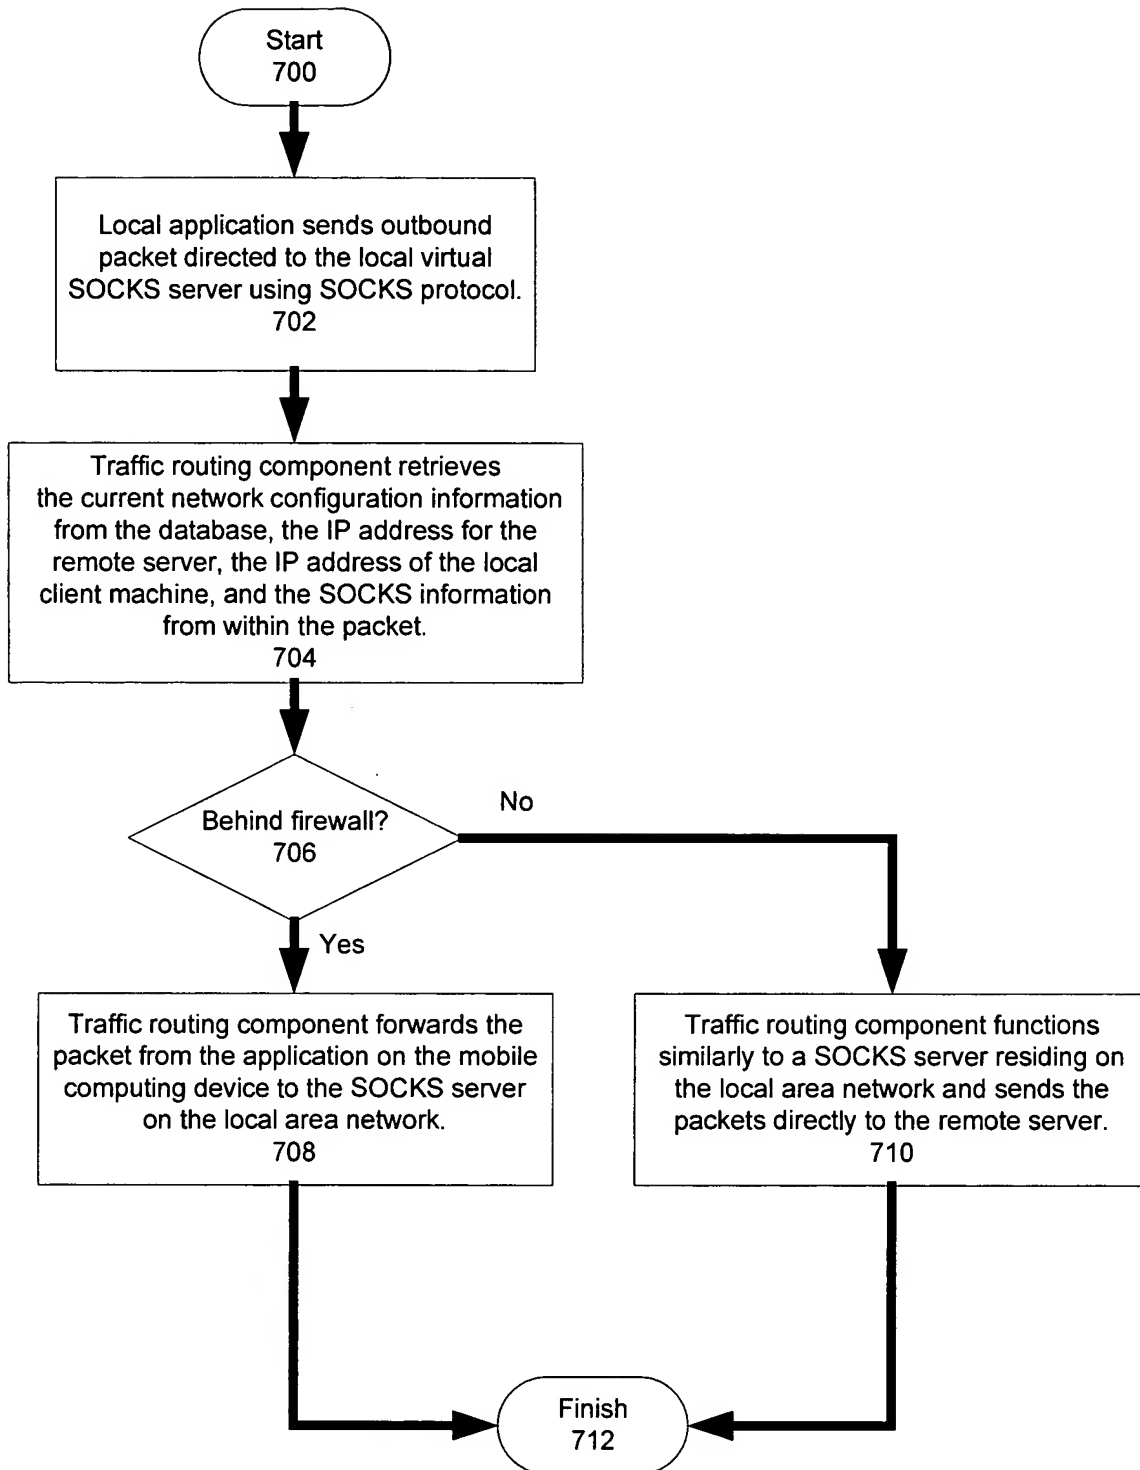 Start
700
Local application sends outbound
packet directed to the local virtual
SOCKS server using SOCKS protocol.
702
Traffic routing component retrieves
the current network configuration information
from the database, the IP address for the
remote server, the IP address of the local
client machine, and the SOCKS information
from within the packet.
704
Behind firewall?
706
No
Yes
Traffic routing component forwards the
packet from the application on the mobile
computing device to the SOCKS server
on the local area network.
708
Traffic routing component functions
similarly to a SOCKS server residing on
the local area network and sends the
packets directly to the remote server.
710
Finish
712